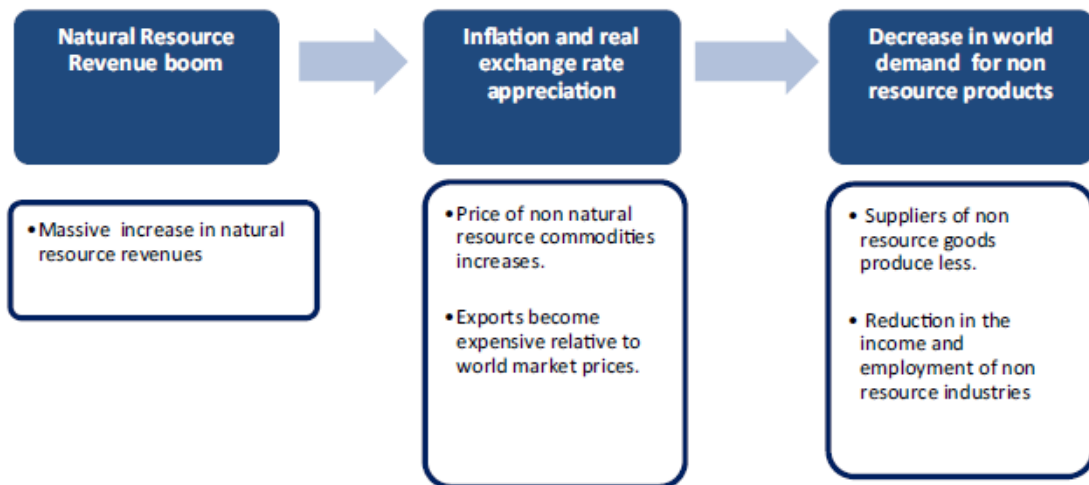 Natural Resource
Revenue boom
Inflation and real
exchange rate
appreciation
Decrease in world
demand for non
resource products
•Massive increase in natural
resource revenues
•Price of non natural
resource commodities
increases.
•Exports become
expensive relative to
world market prices.
• Suppliers of non
resource goods
produce less.
• Reduction in the
income and
employment of non
resource industries